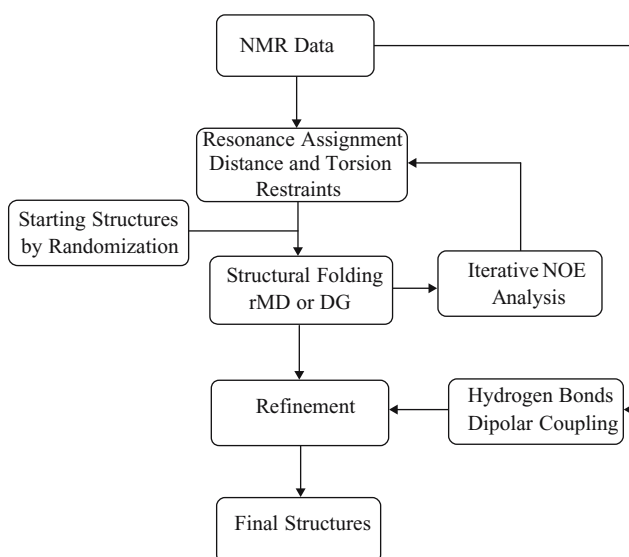 NMR Data
Resonance Assignment
Distance and Torsion
Restraints
Starting Structures
by Randomization
Structural Folding
rMD or DG
Iterative NOE
Analysis
Refinement
Hydrogen Bonds
Dipolar Coupling
Final Structures